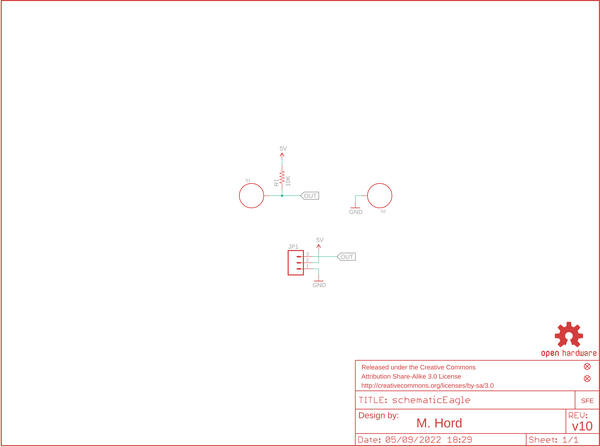 5V
R1
10K
OUT
GND
5V
JP1
OUT
GND
open hardware
Released under the Creative Commons
Attribution Share-Alike 3.0 License
http://creativecommons.org/licenses/by-sa/3.0
TITLE: schematicEagle
SFE
Design by:
M. Hord
REV:
v10
Date: 05/09/2022 18:29
Sheet: 1/1